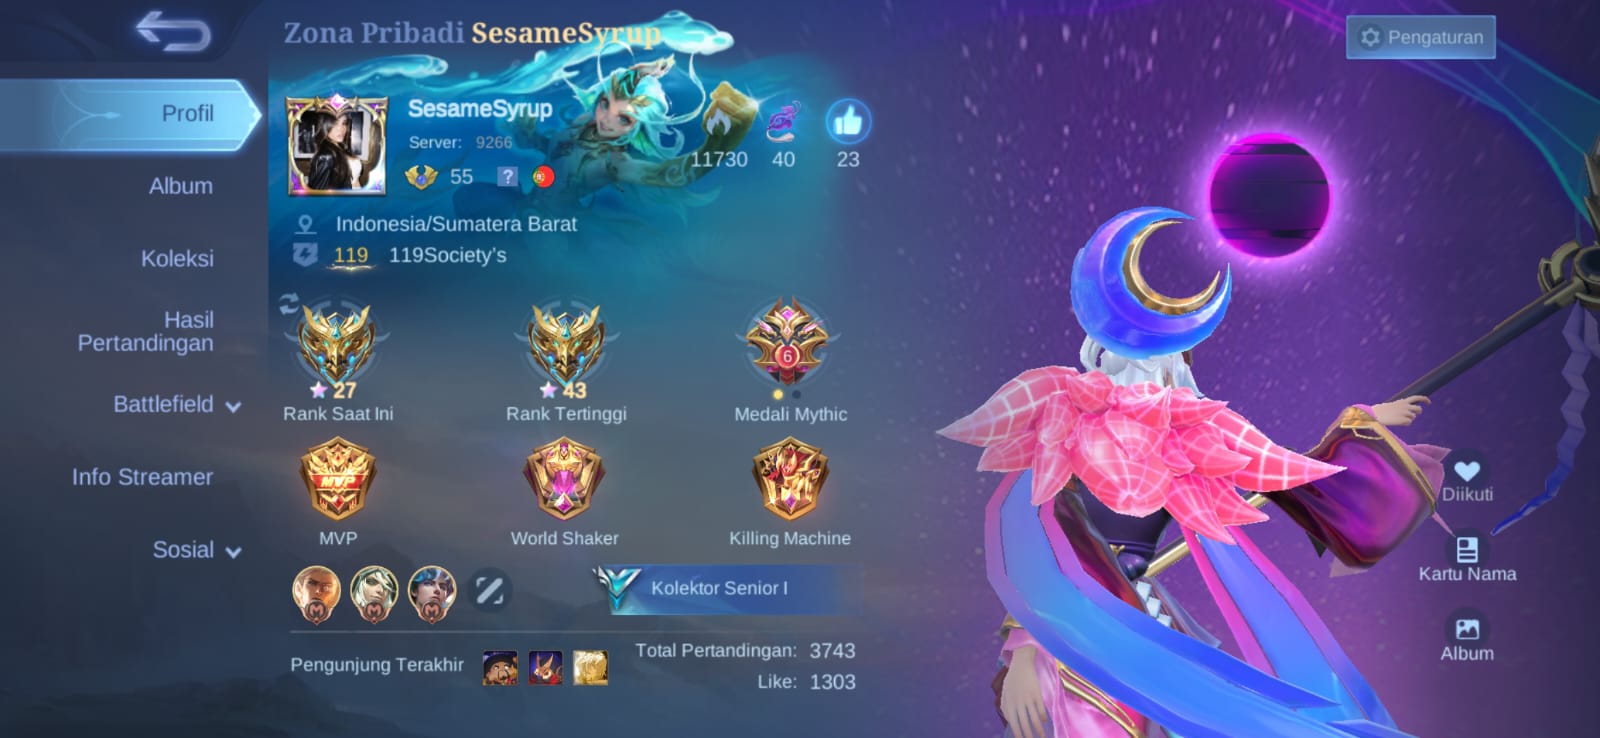 Zona Pribadi SesameSyrup
Pengaturan
Profil
Album
Koleksi
Hasil
Pertandingan
Battlefield
Info Streamer
Sosial
SesameSyrup
Server: 9266
55
?
11730
40
23
Indonesia/Sumatera Barat
119 119Society's
27
43
6
Rank Saat Ini
Rank Tertinggi
Medali Mythic
MVP
MVP
World Shaker
Killing Machine
M
M
M
Kolektor Senior I
Pengunjung Terakhir
Total Pertandingan: 3743
Like: 1303
Diikuti
Kartu Nama
Album